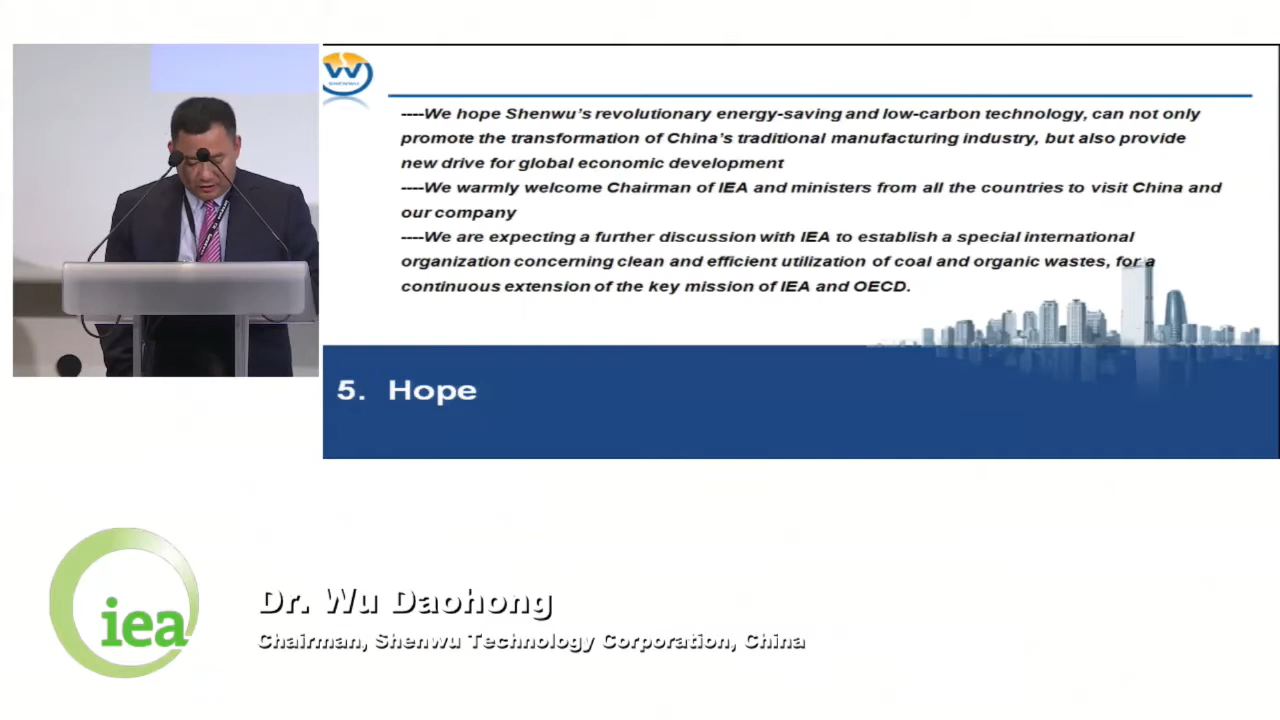 ----We hope Shenwu's revolutionary energy-saving and low-carbon technology, can not only
promote the transformation of China's traditional manufacturing industry, but also provide
new drive for global economic development
----We warmly welcome Chairman of IEA and ministers from all the countries to visit China and
our company
----We are expecting a further discussion with IEA to establish a special international
organization concerning clean and efficient utilization of coal and organic wastes, for a
continuous extension of the key mission of IEA and OECD.
5. Hope
iea
Dr. Wu Daohong
Chairman, Shenwu Technology Corporation, China